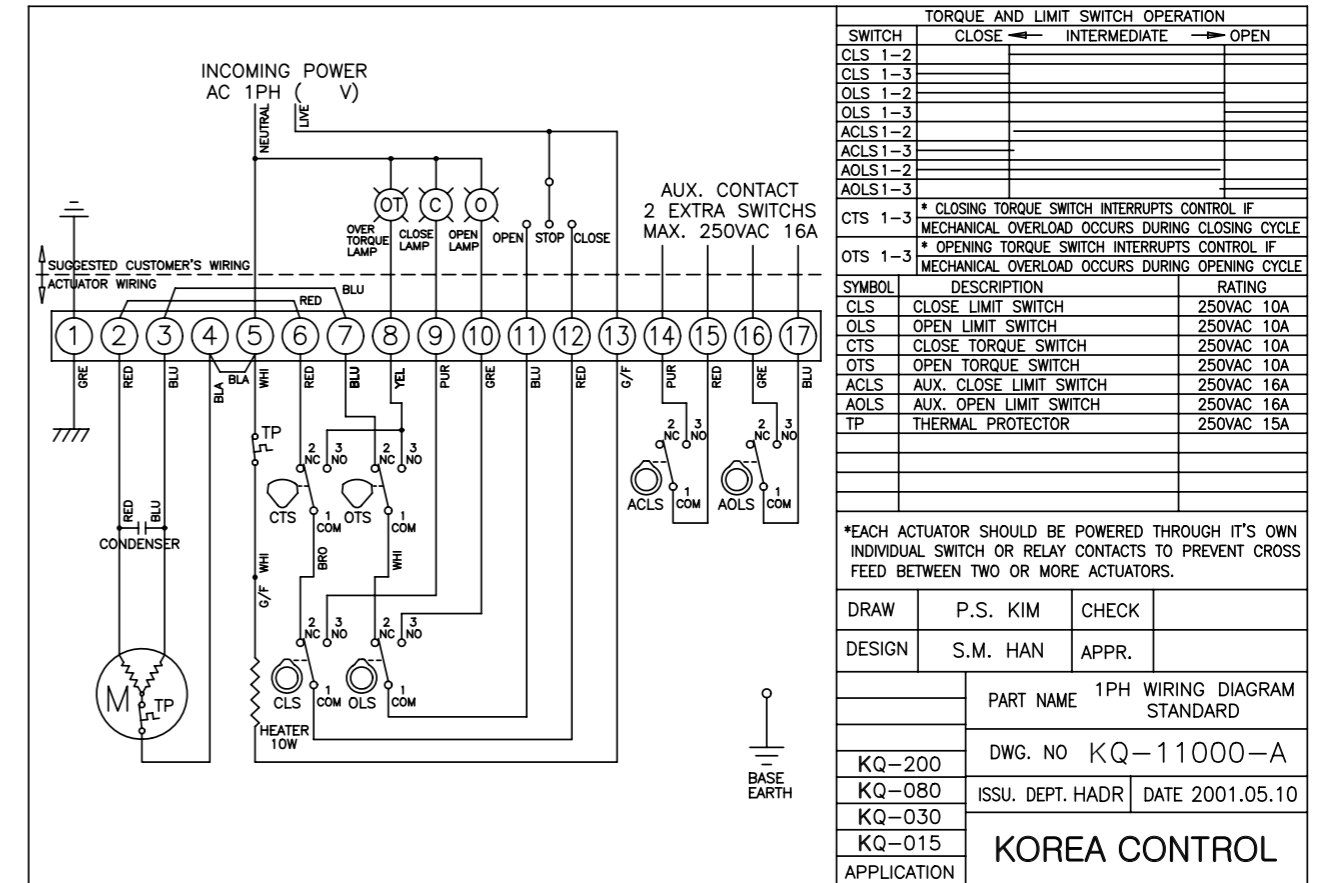 INCOMING POWER
AC 1PH ( V)
NEUTRAL
LIVE
OT
C
O
OVER
TORQUE
LAMP
CLOSE
LAMP
OPEN
LAMP
OPEN
STOP
CLOSE
AUX. CONTACT
2 EXTRA SWITCHS
MAX. 250VAC 16A
SUGGESTED CUSTOMER'S WIRING
ACTUATOR WIRING
BLU
RED
1 2 3 4 5 6 7 8 9 10 11 12 13 14 15 16 17
GRE
RED
BLU
BLA
BLA
WHI
RED
BLU
YEL
PUR
GRE
BLU
RED
G/F
PUR
RED
GRE
BLU
TP
2
NC
3
NO
2
NC
3
NO
2
NC
3
NO
2
NC
3
NO
CTS
1
COM
OTS
1
COM
ACLS
1
COM
AOLS
1
COM
RED
BLU
CONDENSER
WHI
G/F
BRO
WHI
2
NC
3
NO
2
NC
3
NO
CLS
1
COM
OLS
1
COM
M
TP
HEATER
10W
BASE
EARTH
TORQUE AND LIMIT SWITCH OPERATION
SWITCH CLOSE INTERMEDIATE OPEN
CLS 1-2
CLS 1-3
OLS 1-2
OLS 1-3
ACLS1-2
ACLS1-3
AOLS1-2
AOLS1-3
CTS 1-3
* CLOSING TORQUE SWITCH INTERRUPTS CONTROL IF
MECHANICAL OVERLOAD OCCURS DURING CLOSING CYCLE
OTS 1-3
* OPENING TORQUE SWITCH INTERRUPTS CONTROL IF
MECHANICAL OVERLOAD OCCURS DURING OPENING CYCLE
SYMBOL DESCRIPTION RATING
CLS CLOSE LIMIT SWITCH 250VAC 10A
OLS OPEN LIMIT SWITCH 250VAC 10A
CTS CLOSE TORQUE SWITCH 250VAC 10A
OTS OPEN TORQUE SWITCH 250VAC 10A
ACLS AUX. CLOSE LIMIT SWITCH 250VAC 16A
AOLS AUX. OPEN LIMIT SWITCH 250VAC 16A
TP THERMAL PROTECTOR 250VAC 15A
*EACH ACTUATOR SHOULD BE POWERED THROUGH IT'S OWN
INDIVIDUAL SWITCH OR RELAY CONTACTS TO PREVENT CROSS
FEED BETWEEN TWO OR MORE ACTUATORS.
DRAW P.S. KIM CHECK
DESIGN S.M. HAN APPR.
PART NAME 1PH WIRING DIAGRAM
STANDARD
DWG. NO KQ-11000-A
KQ-200
KQ-080
ISSU. DEPT. HADR DATE 2001.05.10
KQ-030
KQ-015
KOREA CONTROL
APPLICATION